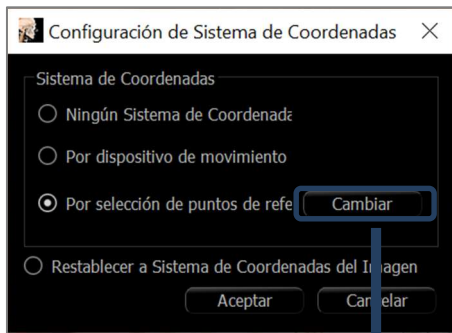 Configuración de Sistema de Coordenadas
Sistema de Coordenadas
Ningún Sistema de Coordenada
Por dispositivo de movimiento
Por selección de puntos de refe Cambiar
Restablecer a Sistema de Coordenadas del Imagen
Aceptar Cancelar